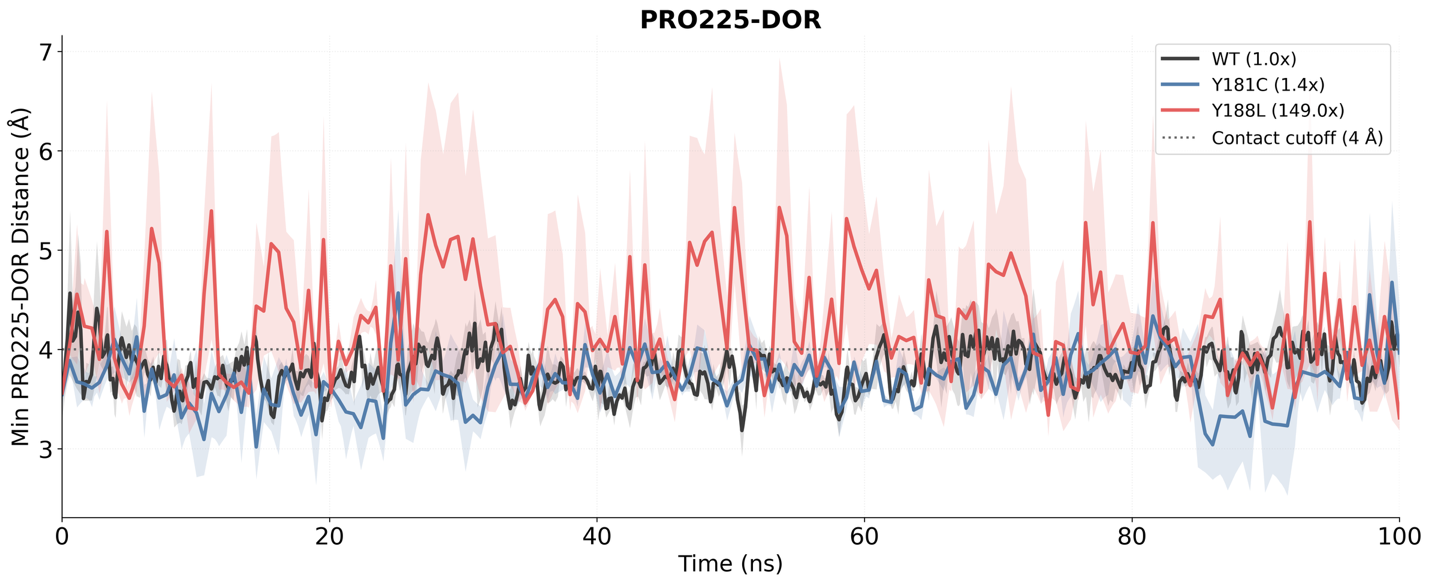 PRO225-DOR
Min PRO225-DOR Distance (Å)
7
6
5
4
3
WT (1.0x)
Y181C (1.4x)
Y188L (149.0x)
Contact cutoff (4 Å)
0 20 40 60 80 100
Time (ns)